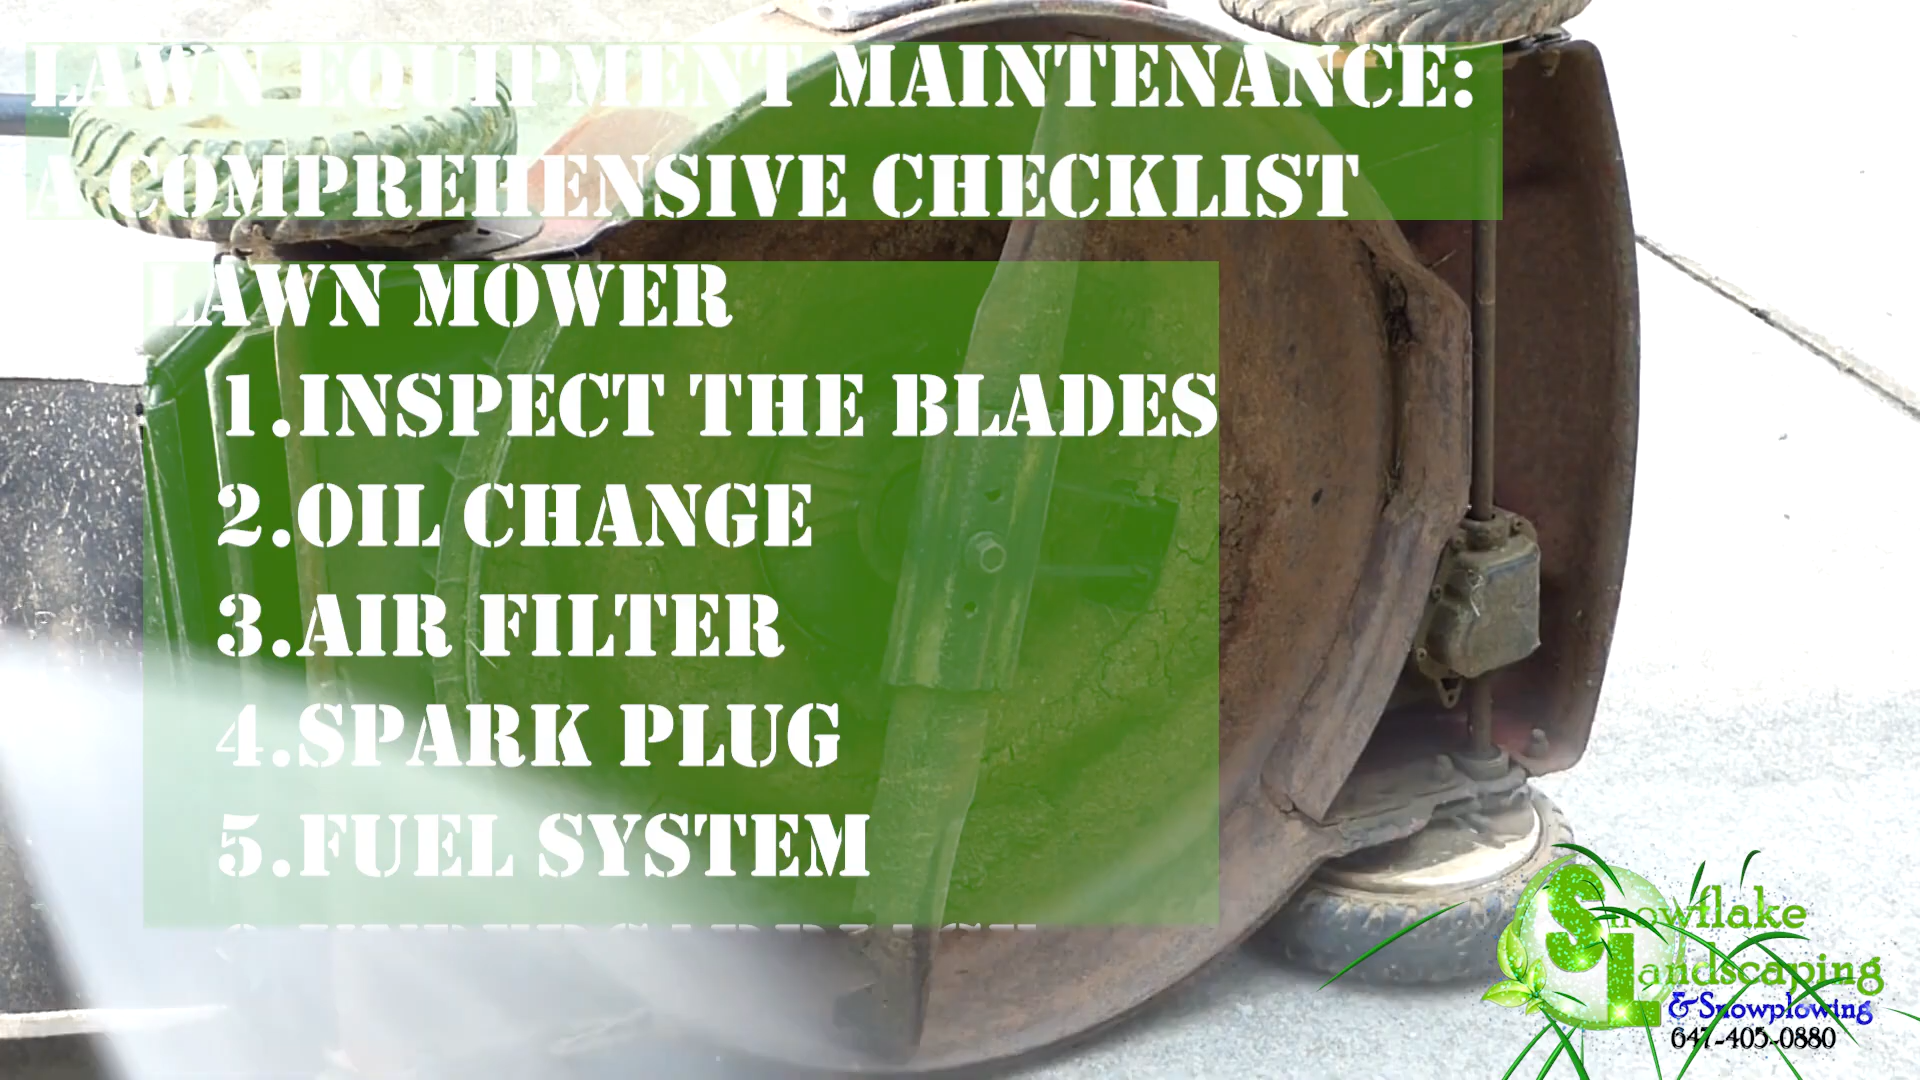 LAWN EQUIPMENT MAINTENANCE:
A COMPREHENSIVE CHECKLIST
LAWN MOWER
1.INSPECT THE BLADES
2.OIL CHANGE
3.AIR FILTER
4.SPARK PLUG
5.FUEL SYSTEM
Snowflake
Landscaping
& Snowplowing
647-405-0880